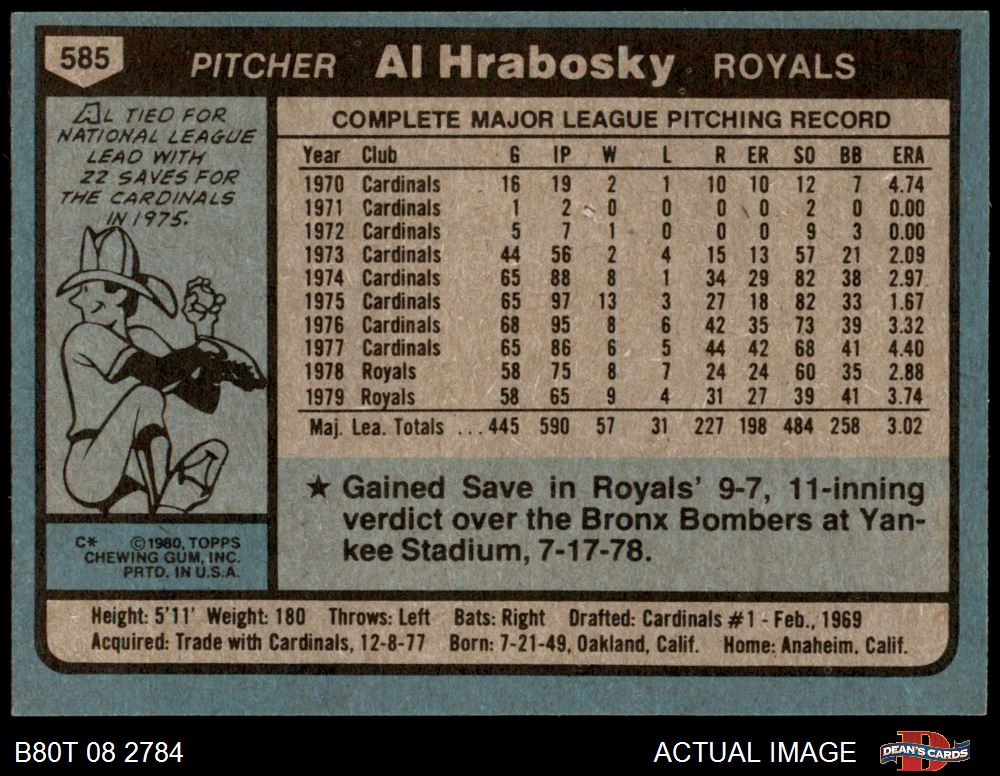 585
PITCHER Al Hrabosky ROYALS
AL TIED FOR
NATIONAL LEAGUE
LEAD WITH
22 SAVES FOR
THE CARDINALS
IN 1975.
C* ©1980, TOPPS
CHEWING GUM, INC.
PRTD. IN U.S.A.
COMPLETE MAJOR LEAGUE PITCHING RECORD
Year Club G IP W L R ER SO BB ERA
1970 Cardinals 16 19 2 1 10 10 12 7 4.74
1971 Cardinals 1 2 0 0 0 0 2 0 0.00
1972 Cardinals 5 7 1 0 0 0 9 3 0.00
1973 Cardinals 44 56 2 4 15 13 57 21 2.09
1974 Cardinals 65 88 8 1 34 29 82 38 2.97
1975 Cardinals 65 97 13 3 27 18 82 33 1.67
1976 Cardinals 68 95 8 6 42 35 73 39 3.32
1977 Cardinals 65 86 6 5 44 42 68 41 4.40
1978 Royals 58 75 8 7 24 24 60 35 2.88
1979 Royals 58 65 9 4 31 27 39 41 3.74
Maj. Lea. Totals ...445 590 57 31 227 198 484 258 3.02
★ Gained Save in Royals' 9-7, 11-inning
verdict over the Bronx Bombers at Yan-
kee Stadium, 7-17-78.
Height: 5'11' Weight: 180 Throws: Left Bats: Right Drafted: Cardinals #1 - Feb., 1969
Acquired: Trade with Cardinals, 12-8-77 Born: 7-21-49, Oakland, Calif. Home: Anaheim. Calif.
B80T 08 2784 ACTUAL IMAGE D DEAN'S CARDS